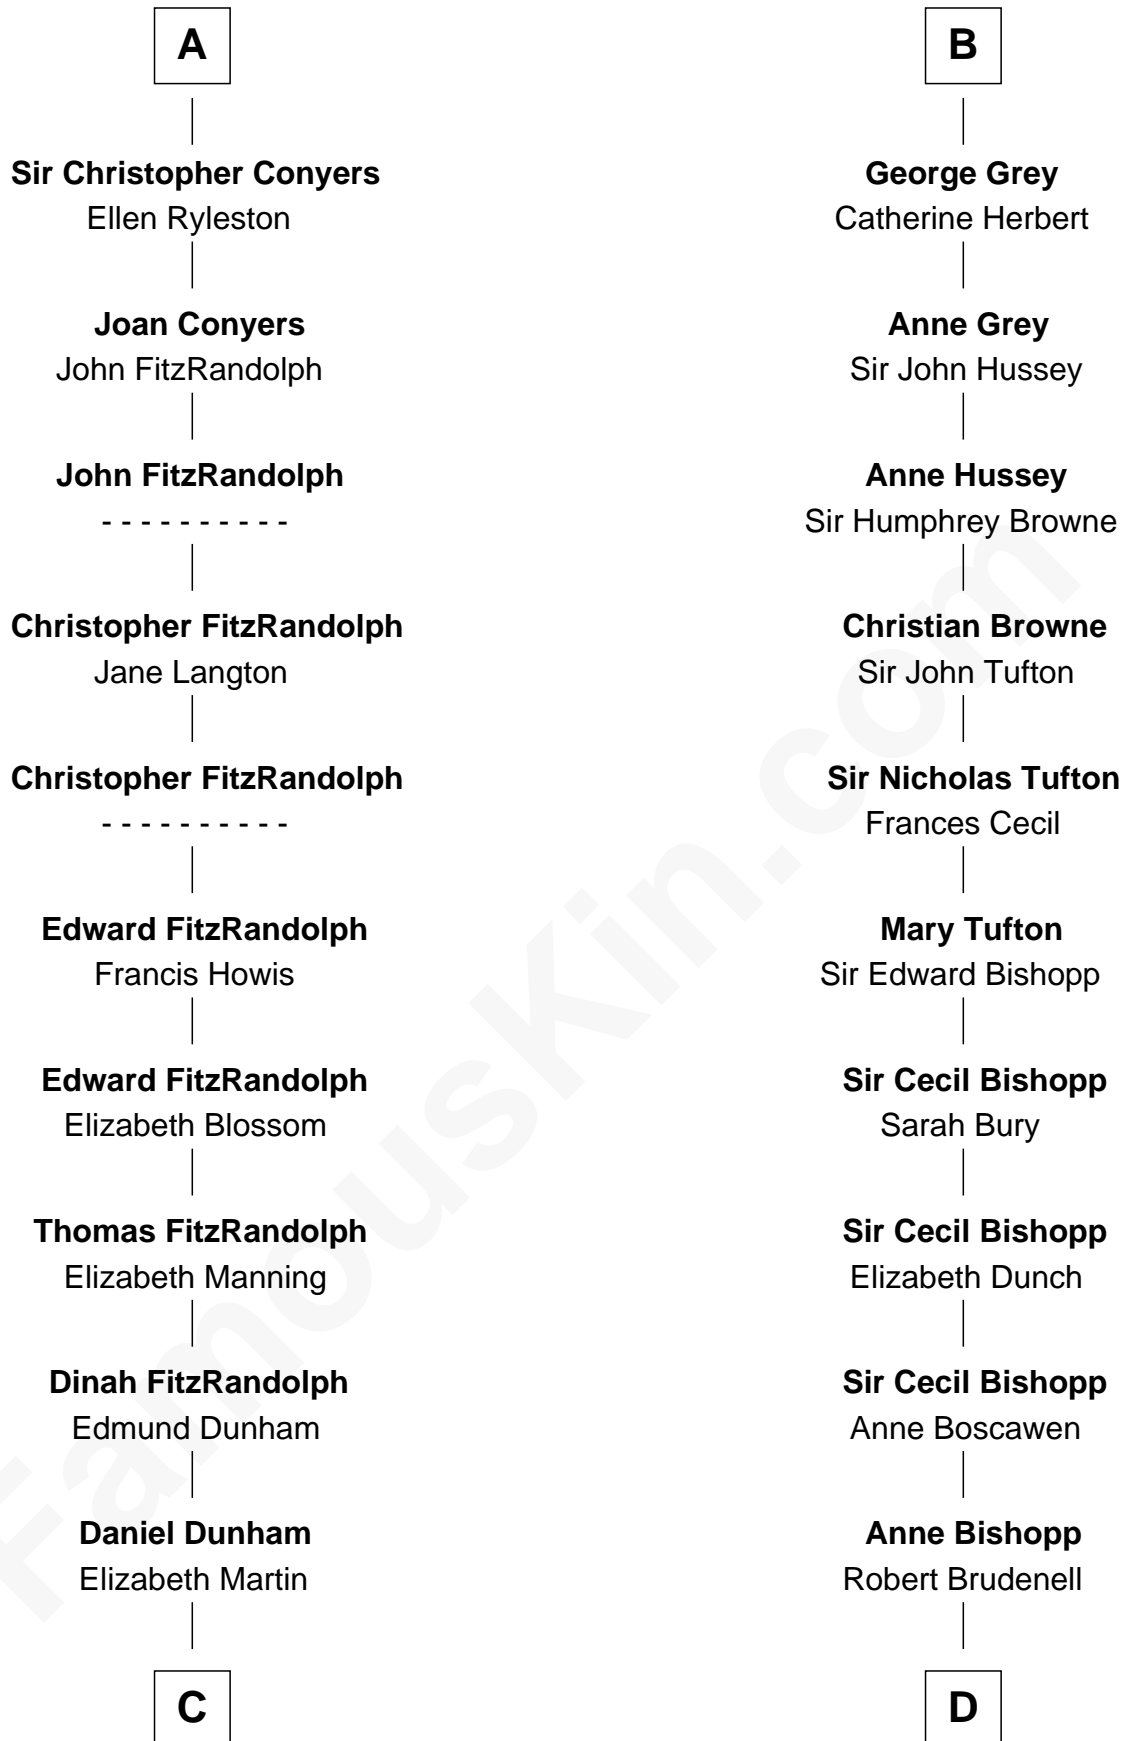 A
Sir Christopher Conyers
Ellen Ryleston
Joan Conyers
John FitzRandolph
John FitzRandolph
- - - - - - - - - -
Christopher FitzRandolph
Jane Langton
Christopher FitzRandolph
- - - - - - - - - -
Edward FitzRandolph
Francis Howis
Edward FitzRandolph
Elizabeth Blossom
Thomas FitzRandolph
Elizabeth Manning
Dinah FitzRandolph
Edmund Dunham
Daniel Dunham
Elizabeth Martin
C
B
George Grey
Catherine Herbert
Anne Grey
Sir John Hussey
Anne Hussey
Sir Humphrey Browne
Christian Browne
Sir John Tufton
Sir Nicholas Tufton
Frances Cecil
Mary Tufton
Sir Edward Bishopp
Sir Cecil Bishopp
Sarah Bury
Sir Cecil Bishopp
Elizabeth Dunch
Sir Cecil Bishopp
Anne Boscawen
Anne Bishopp
Robert Brudenell
D
FamousKin.com